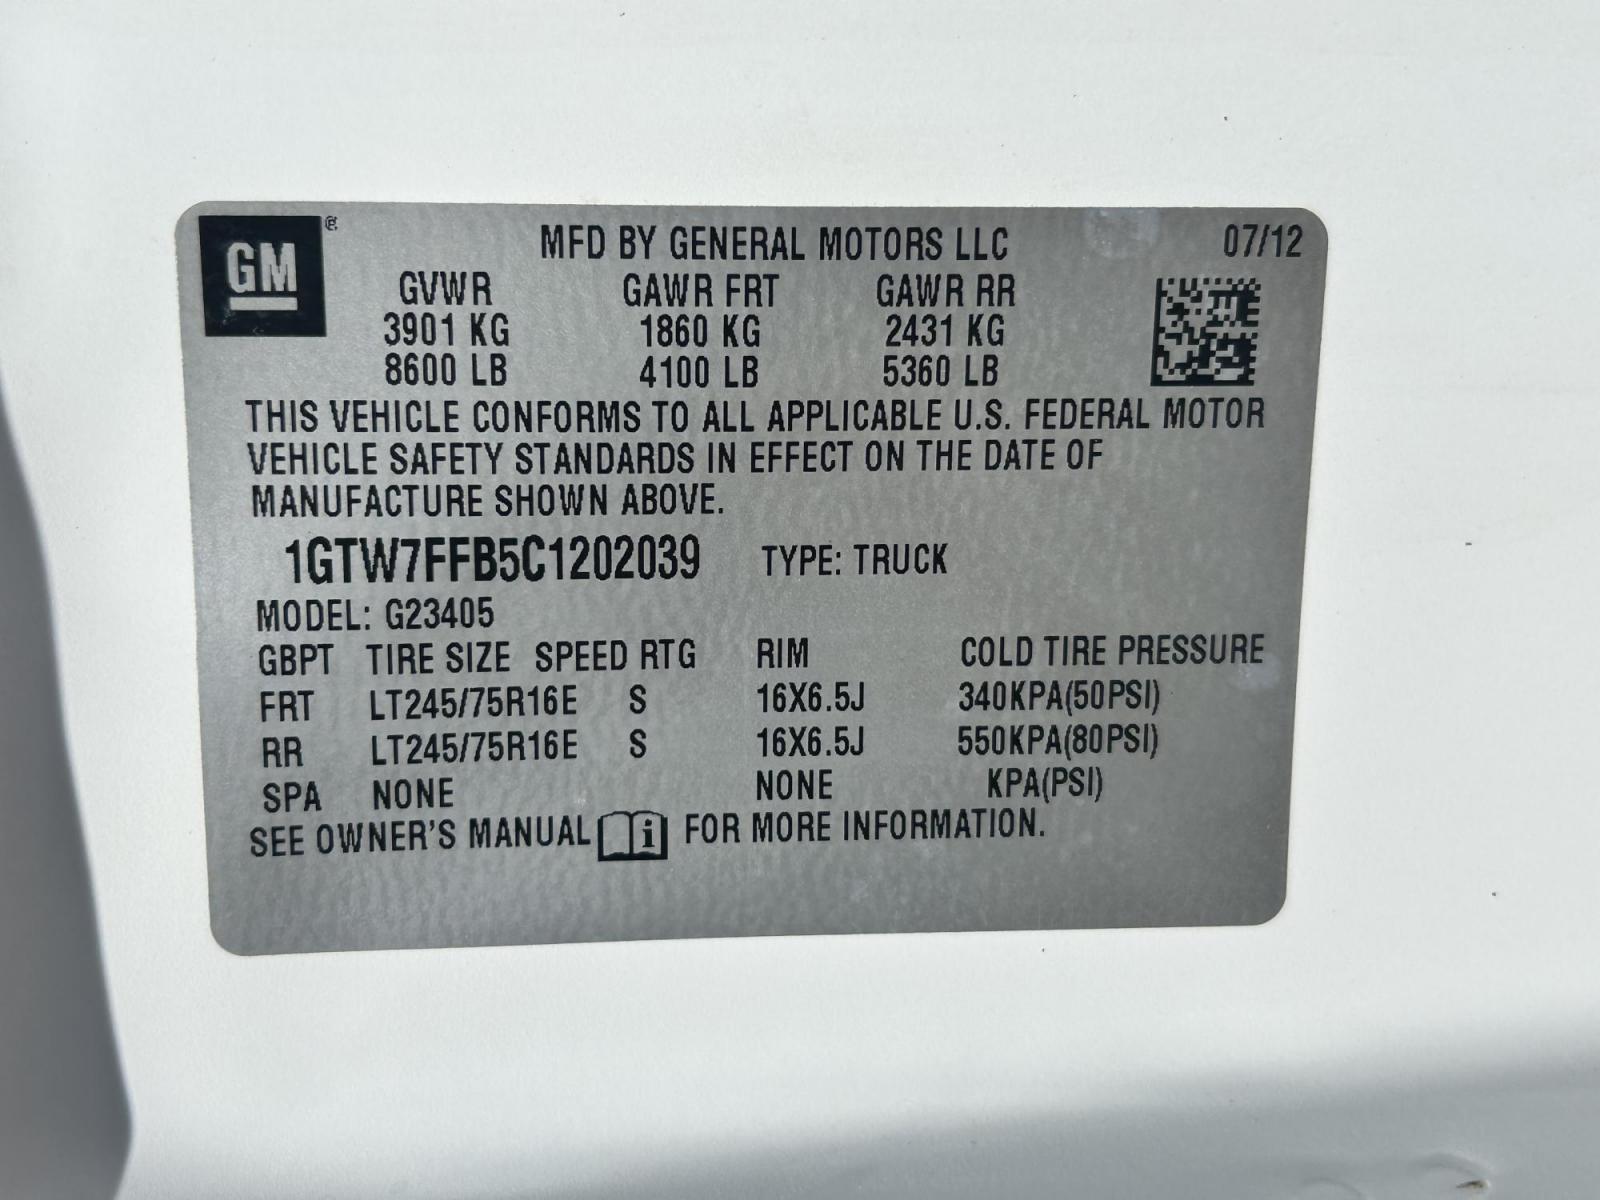 GM ®
MFD BY GENERAL MOTORS LLC 07/12
GVWR GAWR FRT GAWR RR
3901 KG 1860 KG 2431 KG
8600 LB 4100 LB 5360 LB
THIS VEHICLE CONFORMS TO ALL APPLICABLE U.S. FEDERAL MOTOR
VEHICLE SAFETY STANDARDS IN EFFECT ON THE DATE OF
MANUFACTURE SHOWN ABOVE.
1GTW7FFB5C1202039 TYPE: TRUCK
MODEL: G23405
GBPT TIRE SIZE SPEED RTG RIM COLD TIRE PRESSURE
FRT LT245/75R16E S 16X6.5J 340KPA(50PSI)
RR LT245/75R16E S 16X6.5J 550KPA(80PSI)
SPA NONE NONE KPA(PSI)
SEE OWNER'S MANUAL i FOR MORE INFORMATION.